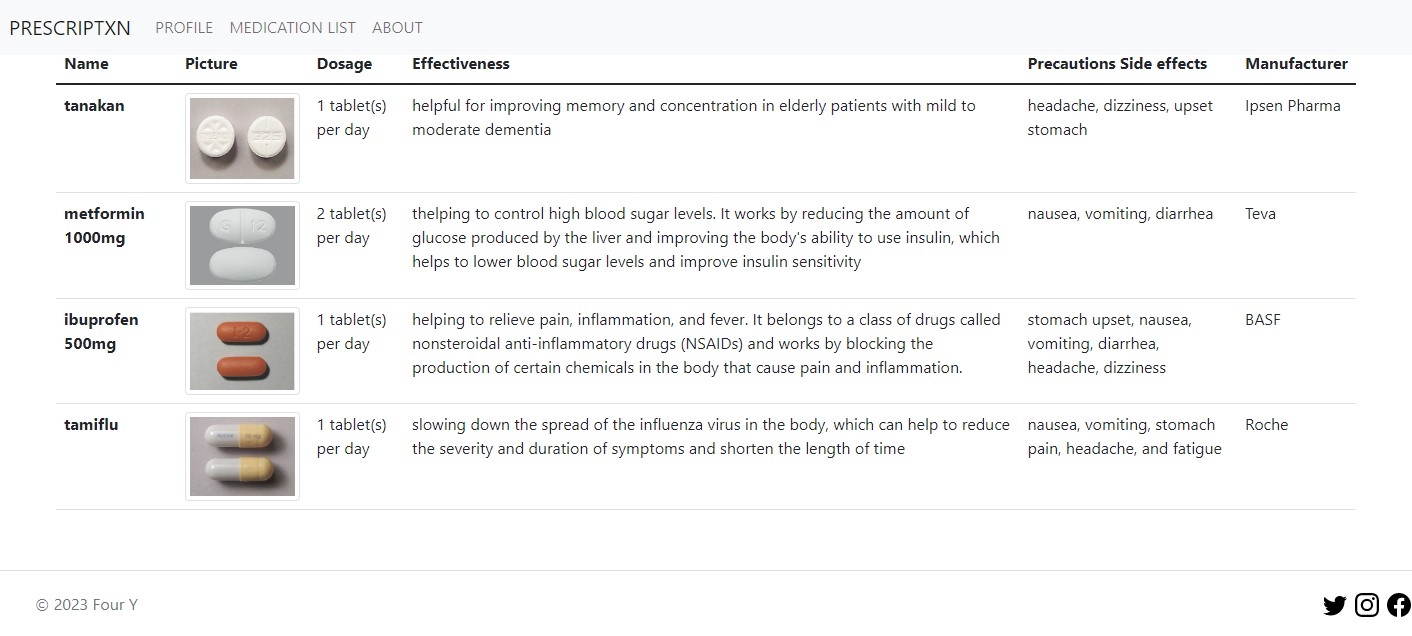 PRESCRIPTXN PROFILE MEDICATION LIST ABOUT
Name Picture Dosage Effectiveness Precautions Side effects Manufacturer
tanakan 1 tablet(s) helpful for improving memory and concentration in elderly patients with mild to headache, dizziness, upset Ipsen Pharma
per day moderate dementia stomach
metformin 2 tablet(s) thelping to control high blood sugar levels. It works by reducing the amount of nausea, vomiting, diarrhea Teva
1000mg per day glucose produced by the liver and improving the body's ability to use insulin, which
helps to lower blood sugar levels and improve insulin sensitivity
G 12
ibuprofen 1 tablet(s) helping to relieve pain, inflammation, and fever. It belongs to a class of drugs called stomach upset, nausea, BASF
500mg per day nonsteroidal anti-inflammatory drugs (NSAIDs) and works by blocking the vomiting, diarrhea,
production of certain chemicals in the body that cause pain and inflammation. headache, dizziness
tamiflu 1 tablet(s) slowing down the spread of the influenza virus in the body, which can help to reduce nausea, vomiting, stomach Roche
per day the severity and duration of symptoms and shorten the length of time pain, headache, and fatigue
© 2023 Four Y